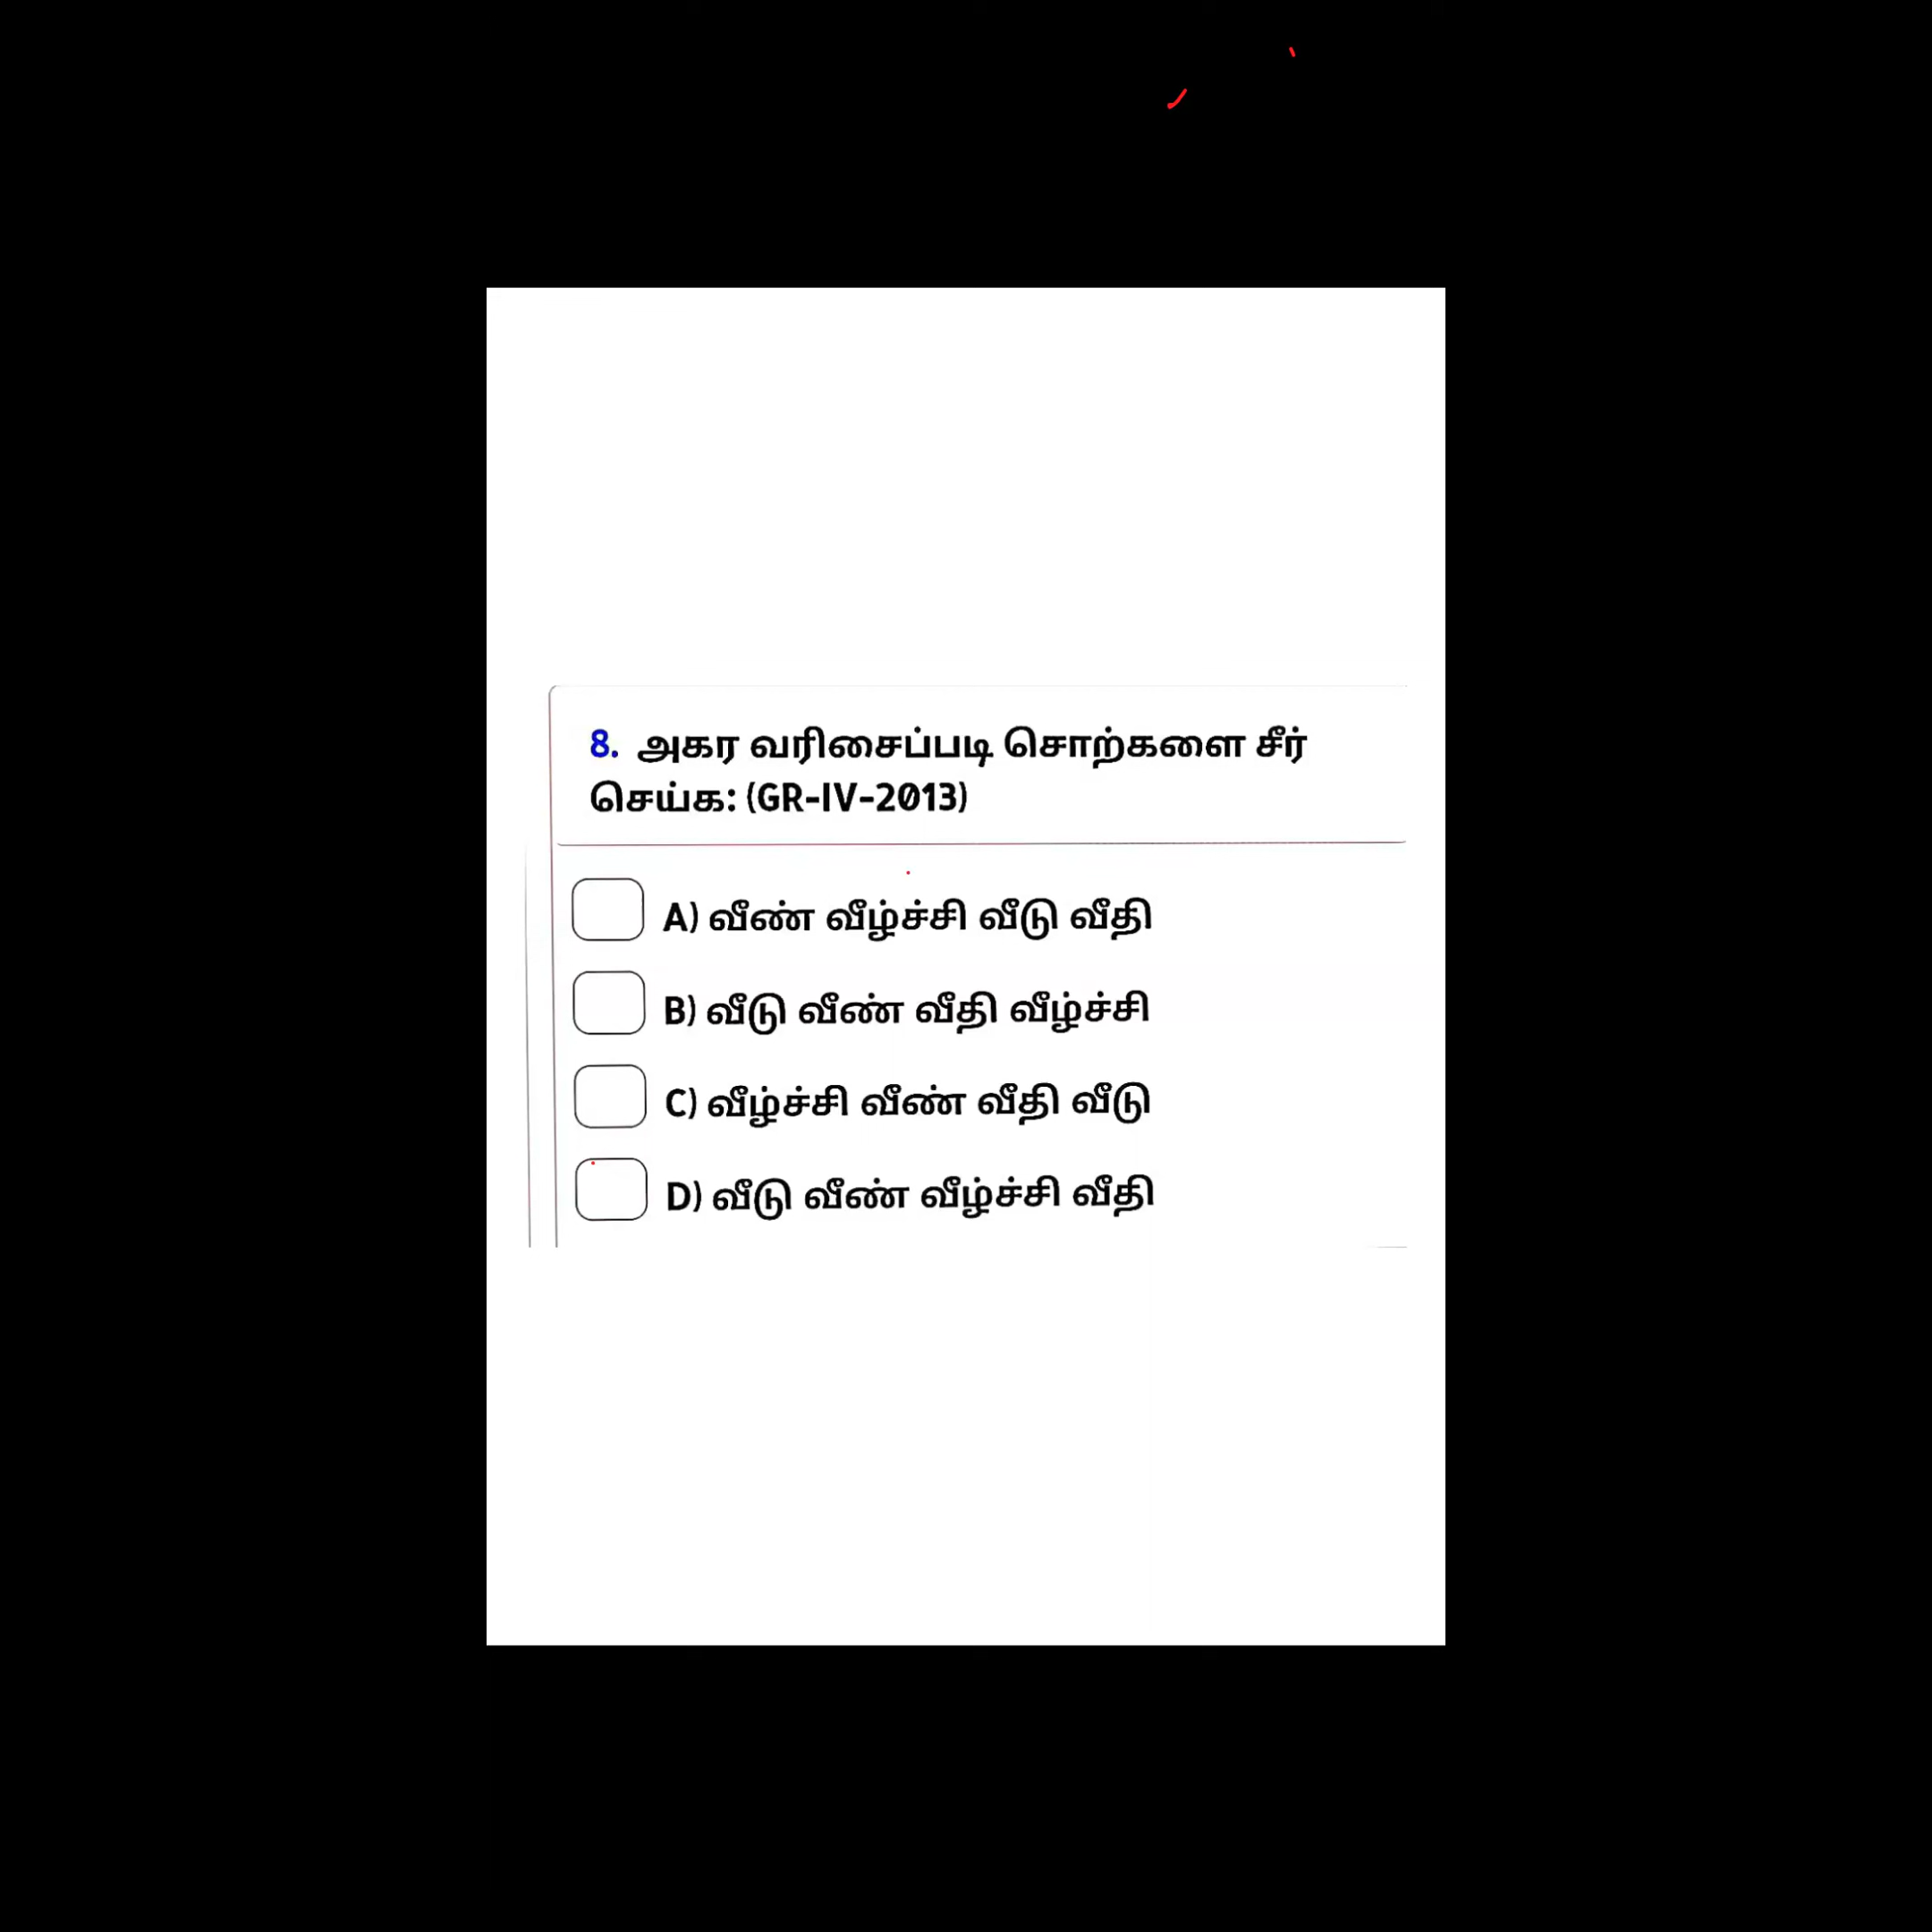 8. அகர வரிசைப்படி சொற்களை சீர்
செய்க: (GR-IV-2013)
A) வீண் வீழ்ச்சி வீடு வீதி
B) வீடு வீண் வீதி வீழ்ச்சி
C) வீழ்ச்சி வீண் வீதி வீடு
D) வீடு வீண் வீழ்ச்சி வீதி